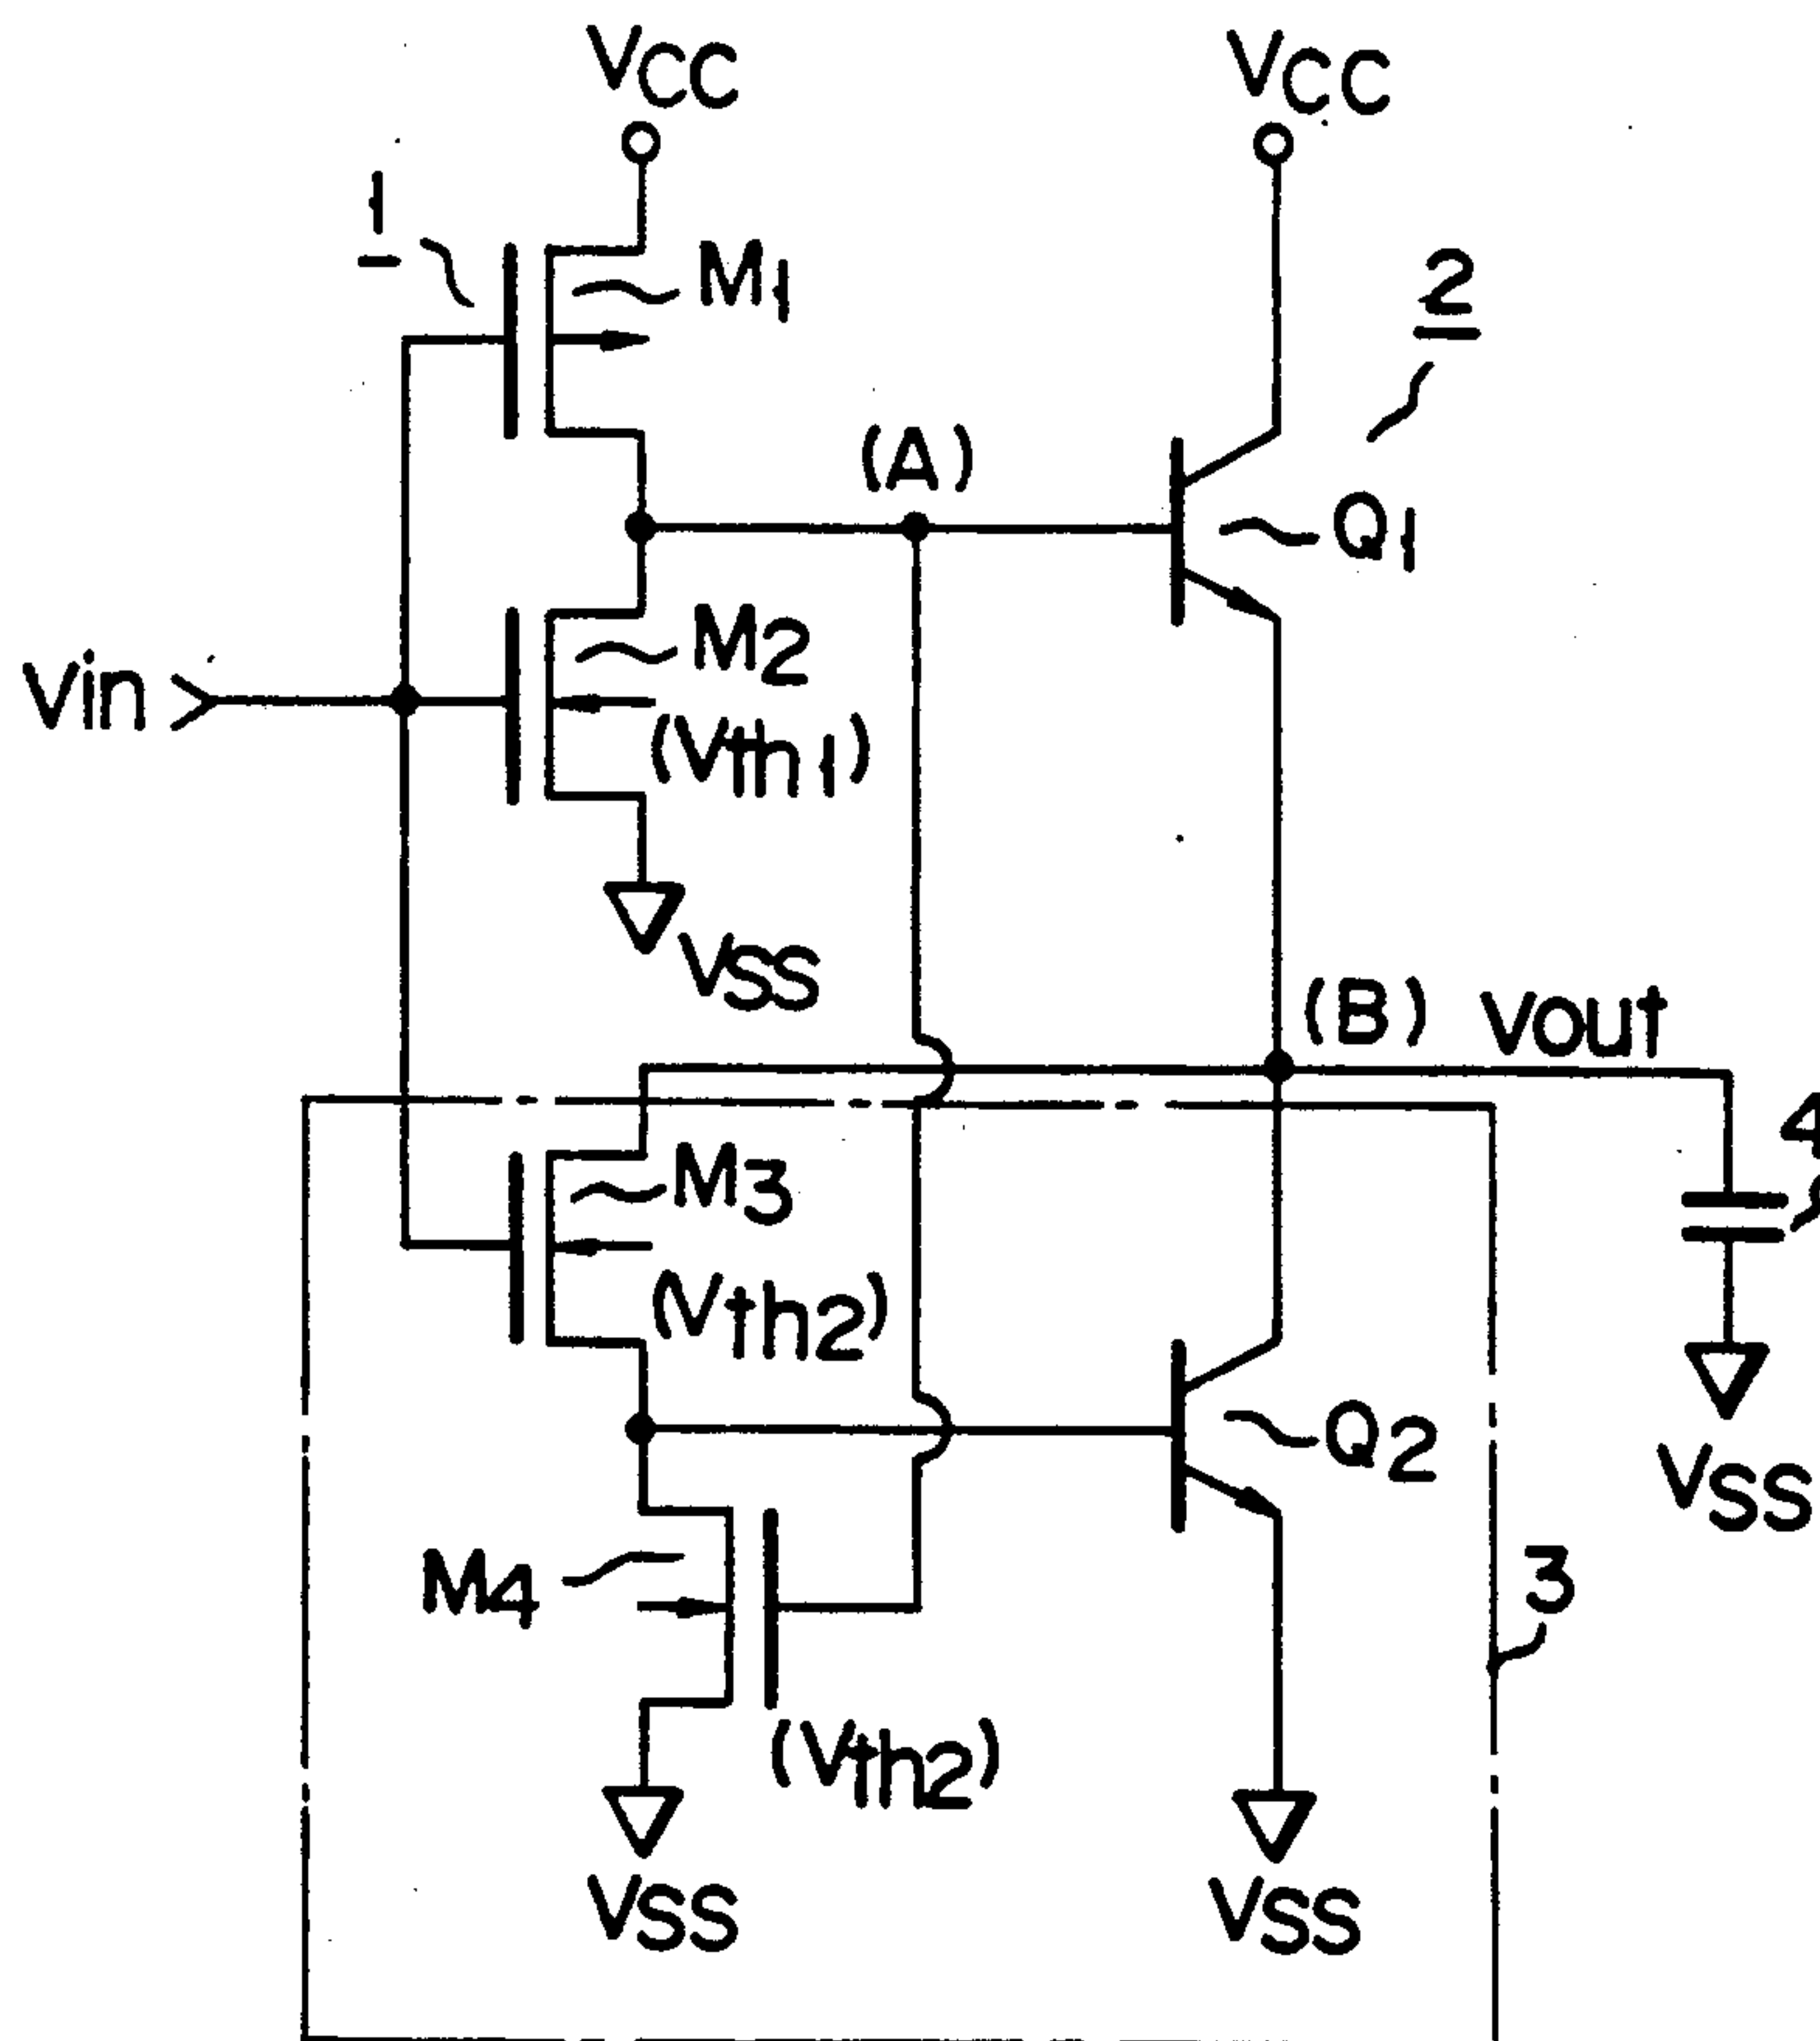 VCC
VCC
1
M1
2
(A)
Q1
M2
Vin
(Vth1)
VSS
(B) Vout
4
M3
(Vth2)
Q2
VSS
M4
3
(Vth2)
VSS
VSS